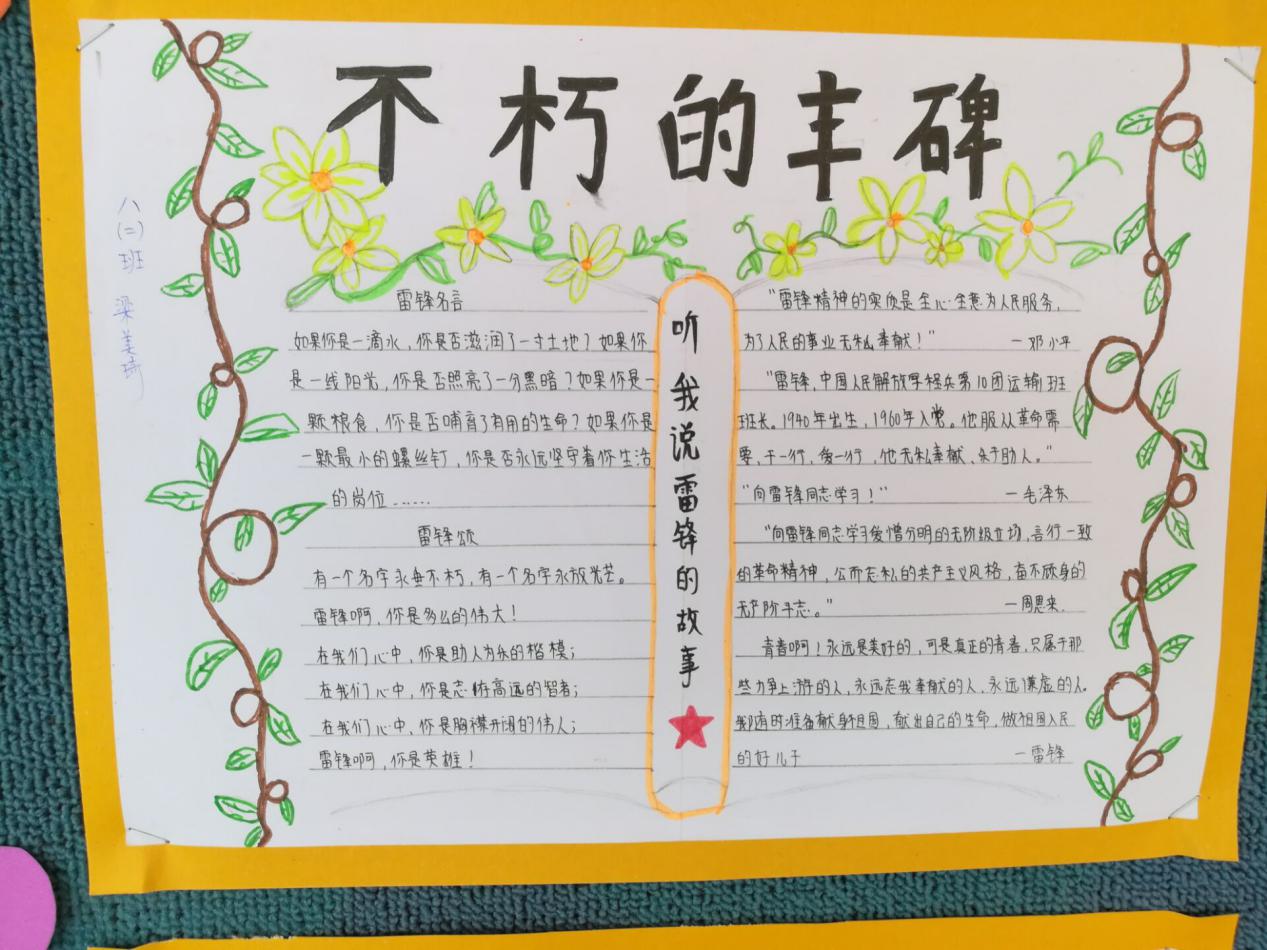 不朽的丰碑
八(二)班 梁美琦
雷锋名言
如果你是一滴水,你是否滋润了一寸土地?如果你
是一线阳光,你是否照亮了一分黑暗?如果你是一
颗粮食,你是否哺育了有用的生命?如果你是
一颗最小的螺丝钉,你是否永远坚守着你生活
的岗位……
雷锋颂
有一个名字永垂不朽,有一个名字永放光芒。
雷锋啊,你是多么的伟大!
在我们心中,你是助人为乐的楷模;
在我们心中,你是志存高远的智者;
在我们心中,你是胸襟开阔的伟人;
雷锋啊,你是英雄!
听我说雷锋的故事
“雷锋精神的实质是全心全意为人民服务,
为了人民的事业无私奉献!” —邓小平
“雷锋,中国人民解放军工程兵第10团运输班
班长。1940年出生,1960年入党。他服从革命需
要,干一行,爱一行,他无私奉献、乐于助人。”
“向雷锋同志学习!” —毛泽东
“向雷锋同志学习爱憎分明的无阶级立场,言行一致
的革命精神,公而忘私的共产主义风格,奋不顾身的
无产阶斗志。” —周恩来.
青春啊!永远是美好的,可是真正的青春,只属于那
些力争上游的人,永远忘我奉献的人,永远谦虚的人.
我随时准备献身祖国,献出自己的生命,做祖国人民
的好儿子 —雷锋